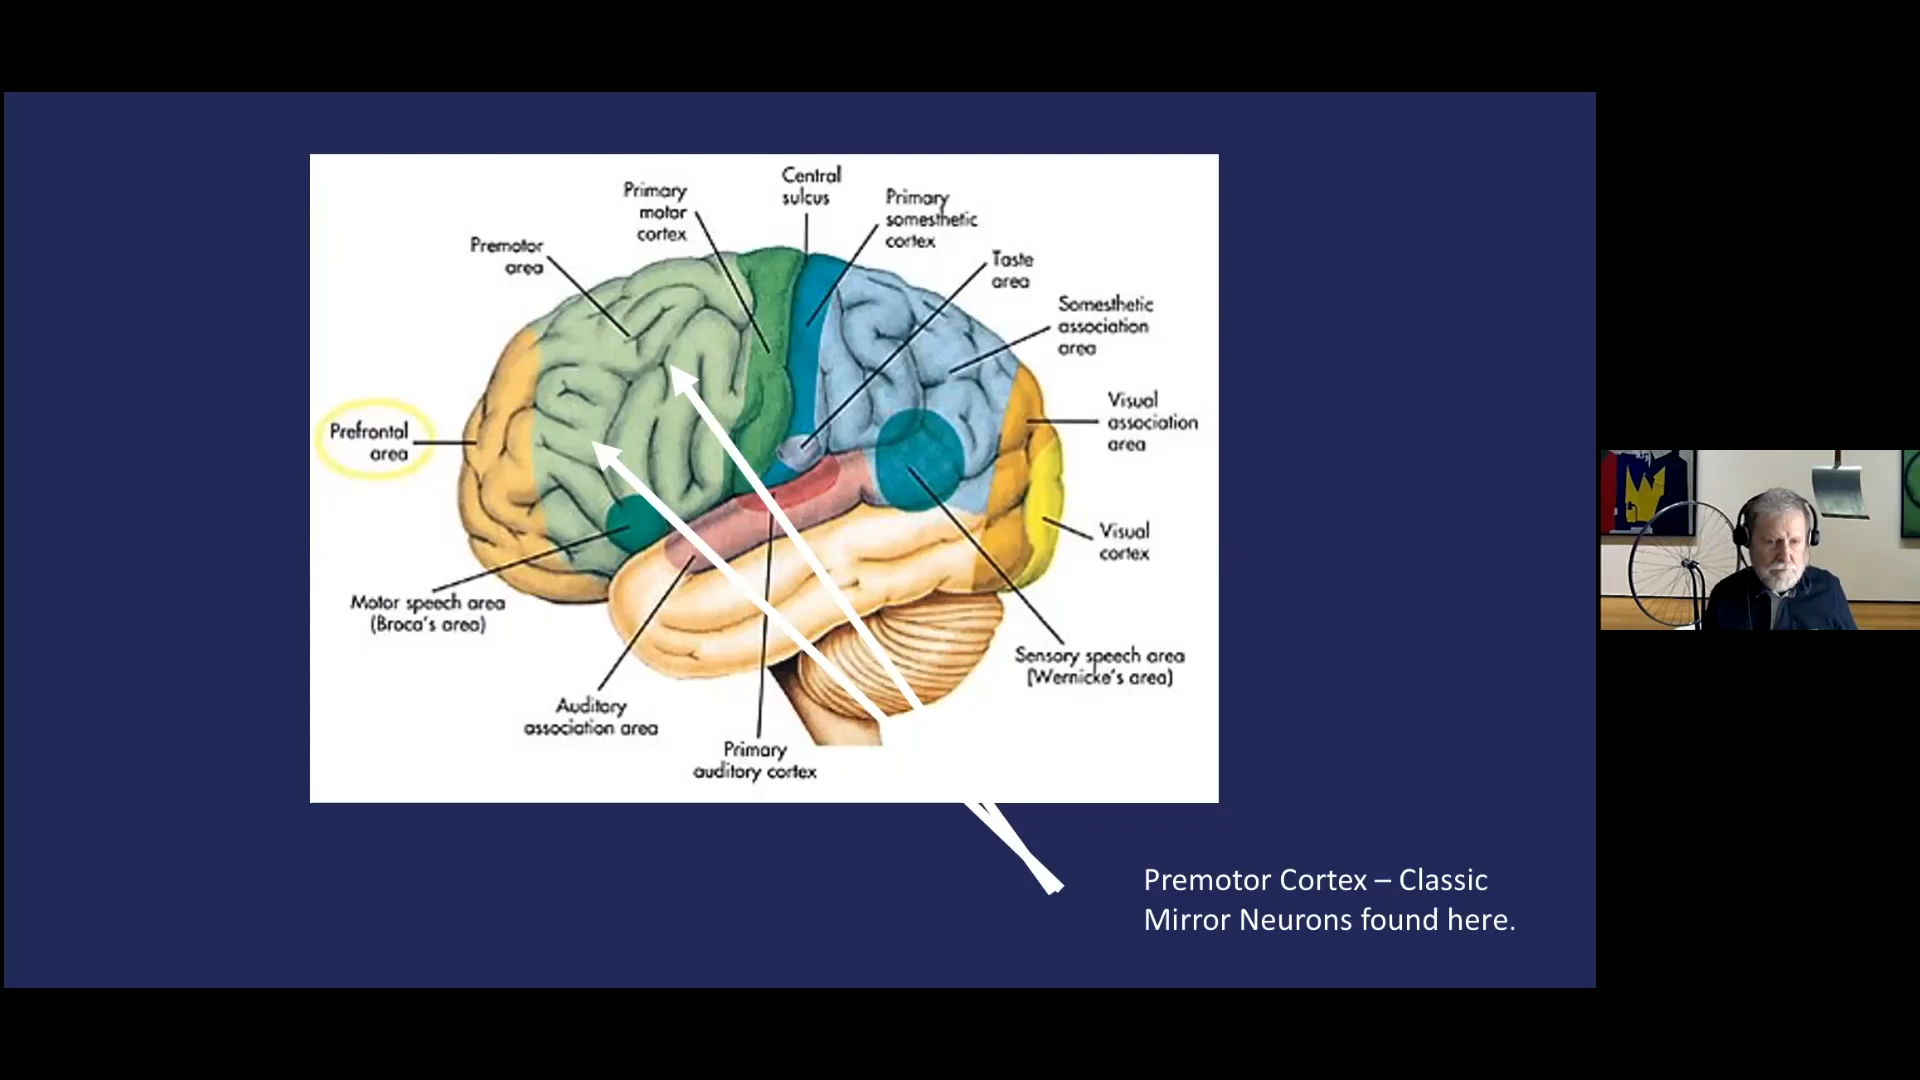 Central
sulcus
Primary
motor
cortex
Primary
somesthetic
cortex
Premotor
area
Taste
area
Somesthetic
association
area
Visual
association
area
Prefrontal
area
Visual
cortex
Motor speech area
(Broca's area)
Sensory speech area
(Wernicke's area)
Auditory
association area
Primary
auditory cortex
Premotor Cortex – Classic
Mirror Neurons found here.